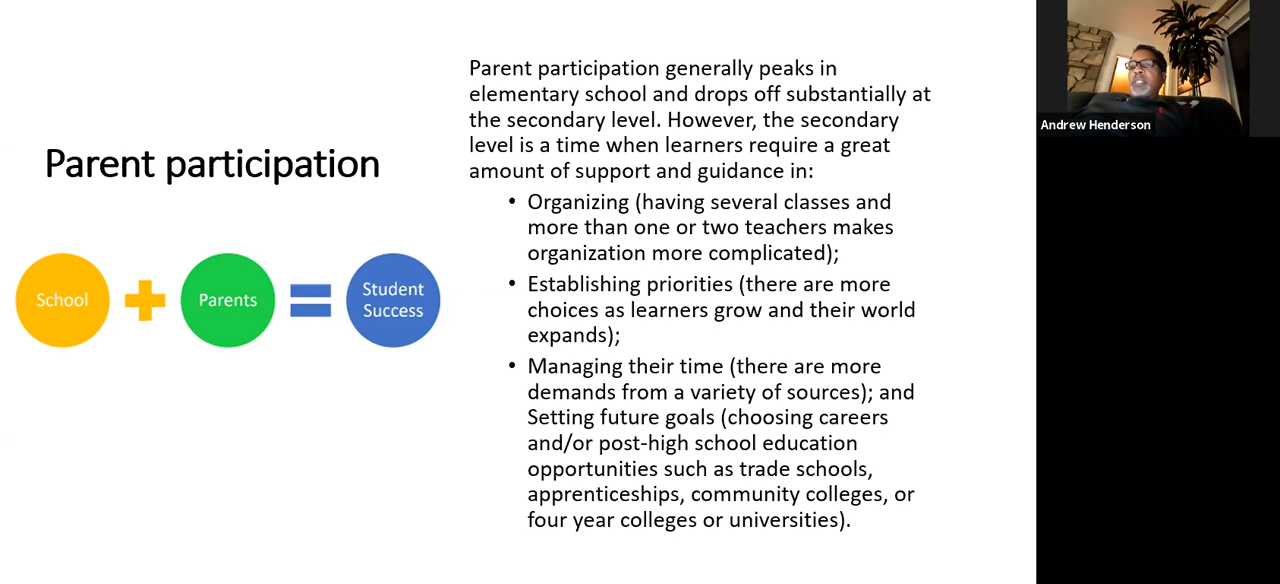 Parent participation
School
Parents
Student
Success
Parent participation generally peaks in
elementary school and drops off substantially at
the secondary level. However, the secondary
level is a time when learners require a great
amount of support and guidance in:
• Organizing (having several classes and
more than one or two teachers makes
organization more complicated);
• Establishing priorities (there are more
choices as learners grow and their world
expands);
• Managing their time (there are more
demands from a variety of sources); and
Setting future goals (choosing careers
and/or post-high school education
opportunities such as trade schools,
apprenticeships, community colleges, or
four year colleges or universities).
Andrew Henderson